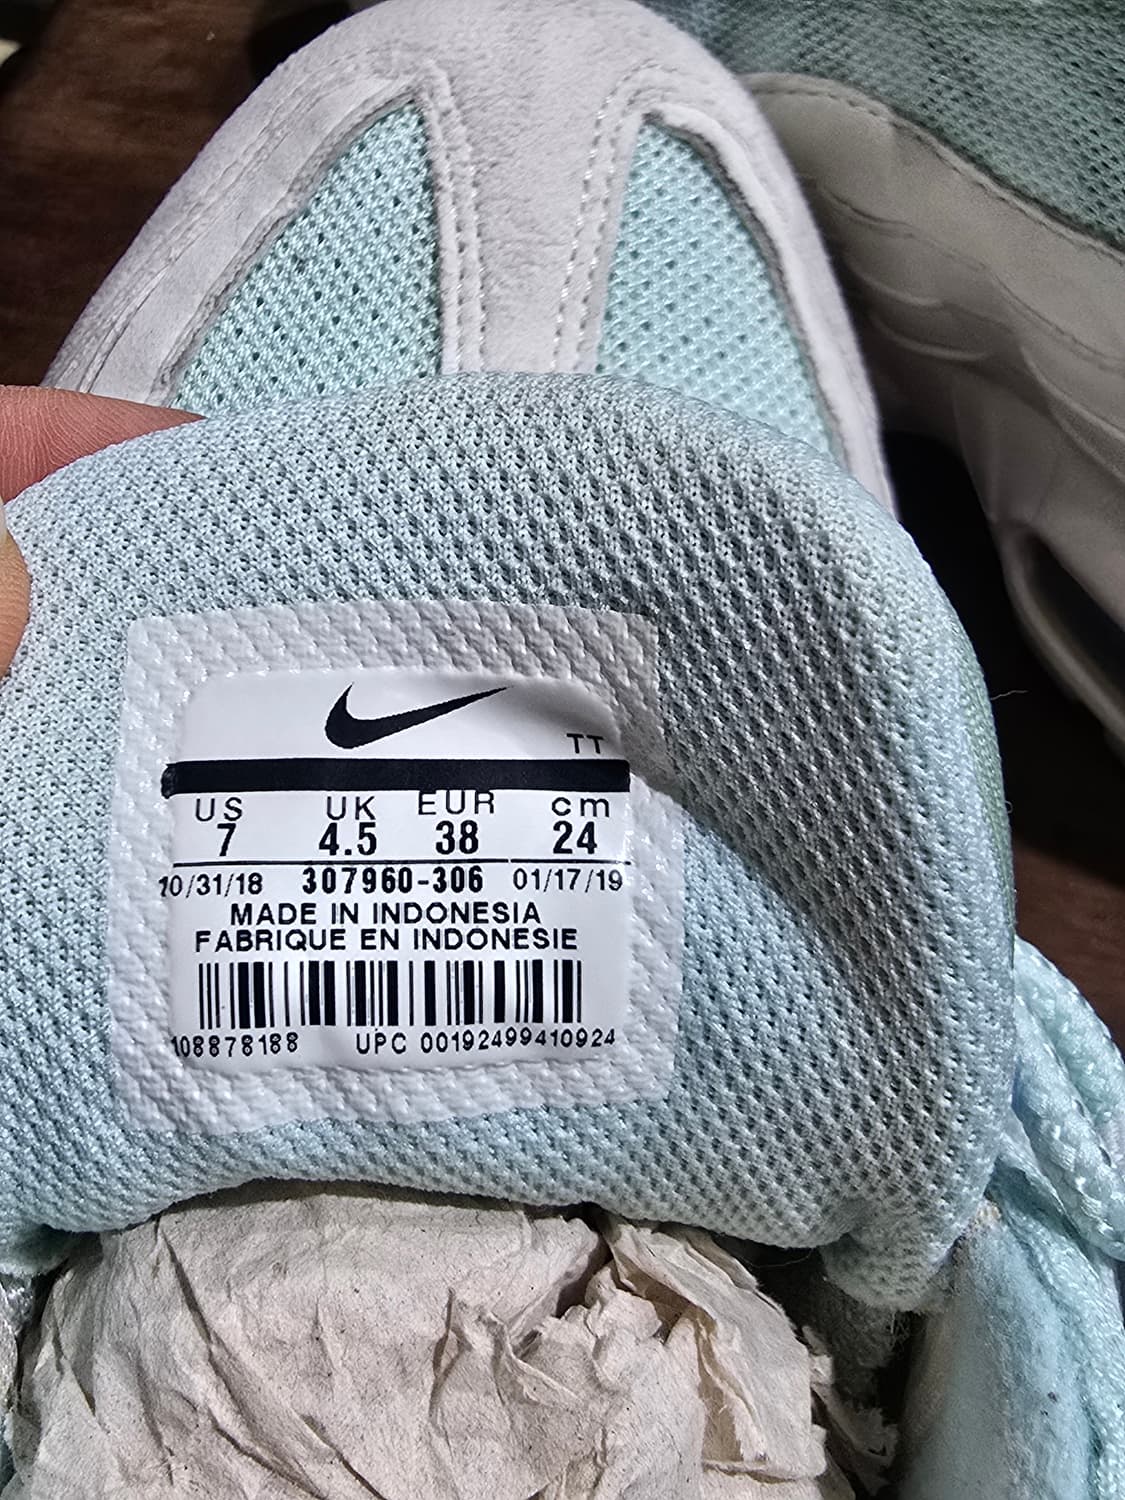 TT
US UK EUR cm
7 4.5 38 24
10/31/18 307960-306 01/17/19
MADE IN INDONESIA
FABRIQUE EN INDONESIE
108878188 UPC 00192499410924